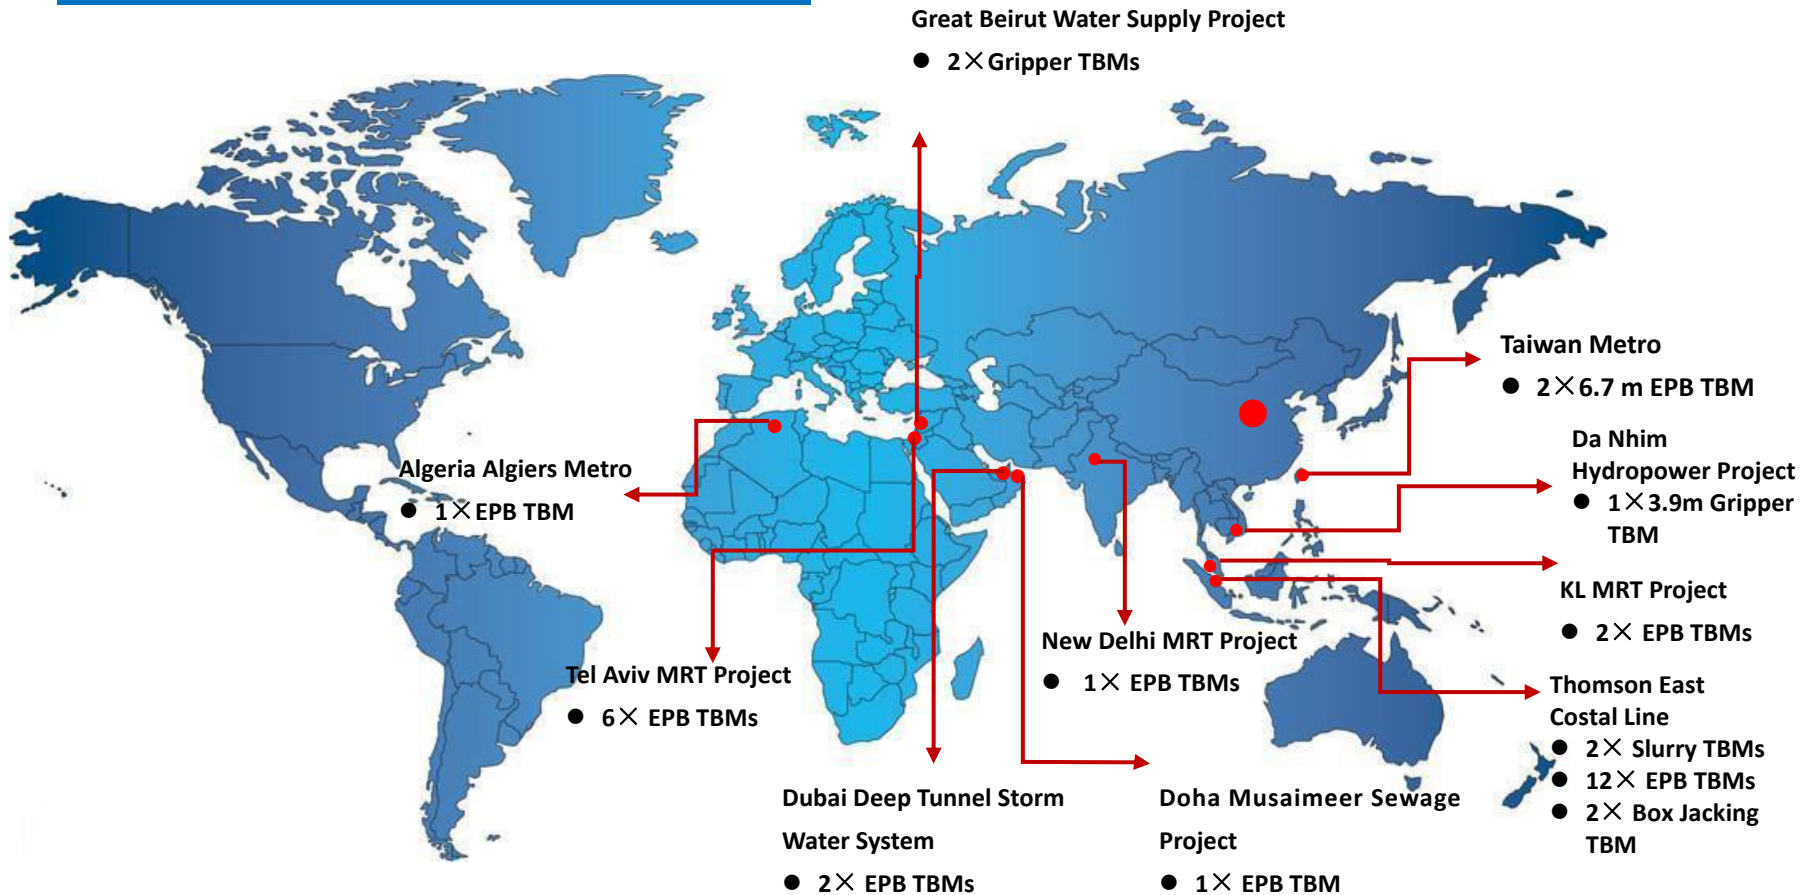 Great Beirut Water Supply Project
● 2×Gripper TBMs
Taiwan Metro
● 2×6.7 m EPB TBM
Da Nhim
Hydropower Project
● 1×3.9m Gripper
TBM
Algeria Algiers Metro
● 1×EPB TBM
KL MRT Project
● 2× EPB TBMs
New Delhi MRT Project
● 1× EPB TBMs
Tel Aviv MRT Project
● 6× EPB TBMs
Thomson East
Costal Line
● 2× Slurry TBMs
● 12× EPB TBMs
● 2× Box Jacking
TBM
Dubai Deep Tunnel Storm
Water System
● 2× EPB TBMs
Doha Musaimeer Sewage
Project
● 1× EPB TBM